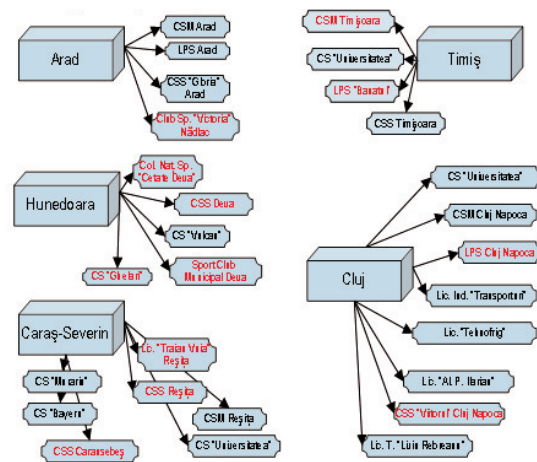 Arad
CSM Arad
LPS Arad
CSS "Gloria"
Arad
Club Sp. "Victoria"
Nădlac
Timiş
CSM Timişoara
CS "Universitatea"
LPS "Banatul"
CSS Timişoara
Hunedoara
Col. Nat. Sp.
"Cetate Deva"
CSS Deva
CS "Vulcan"
Sport Club
Municipal Deva
CS "Ghelari"
Cluj
CS "Universitatea"
CSM Cluj Napoca
LPS Cluj Napoca
Lic. Ind. "Transporturi"
Lic. "Tehnofrig"
Lic. "Al. P. Ilarian"
CSS "Viitorul" Cluj Napoca
Lic. T. "Liviu Rebreanu"
Caraş-Severin
Lic. "Traian Vuia"
Reşiţa
CS "Muncirii"
CSS Reşiţa
CS "Bayern"
CSM Reşiţa
CSS Caransebeş
CS "Universitatea"